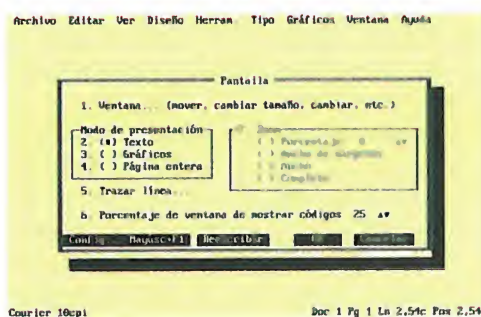 Archivo Editar Ver Diseño Herram. Tipo Gráficos Ventana Ayuda
Pantalla
1. Ventana... (mover, cambiar tamaño, cambiar, etc.)
Modo de presentación
2. (■) Texto
3. ( ) Gráficos
4. ( ) Página entera
7. Zoom
( ) Porcentaje: 0 ▲▼
( ) Ancho de márgenes
( ) Ancho
( ) Completo
5. Trazar línea...
6. Porcentaje de ventana de mostrar códigos 25 ▲▼
Config. Mayúsc+F1 Reescribir OK Cancelar
Courier 10cpi
Doc 1 Pg 1 Ln 2,54c Pos 2,54